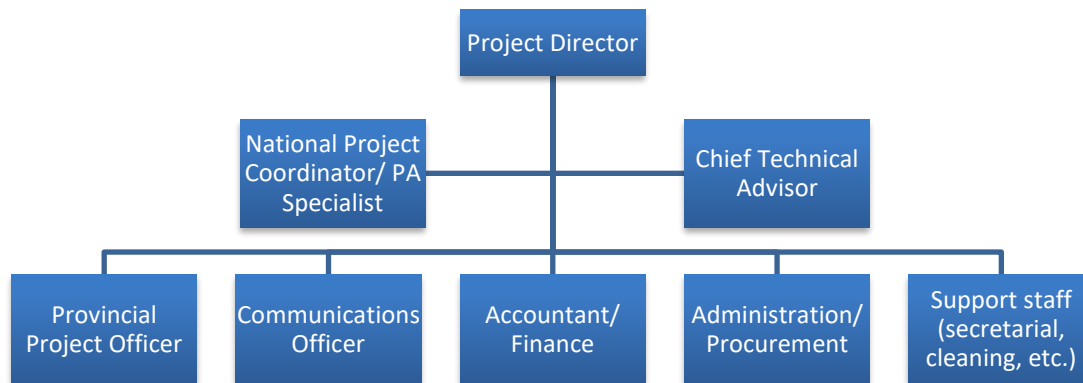 Project Director
National Project
Coordinator/ PA
Specialist
Chief Technical
Advisor
Provincial
Project Officer
Communications
Officer
Accountant/
Finance
Administration/
Procurement
Support staff
(secretarial,
cleaning, etc.)